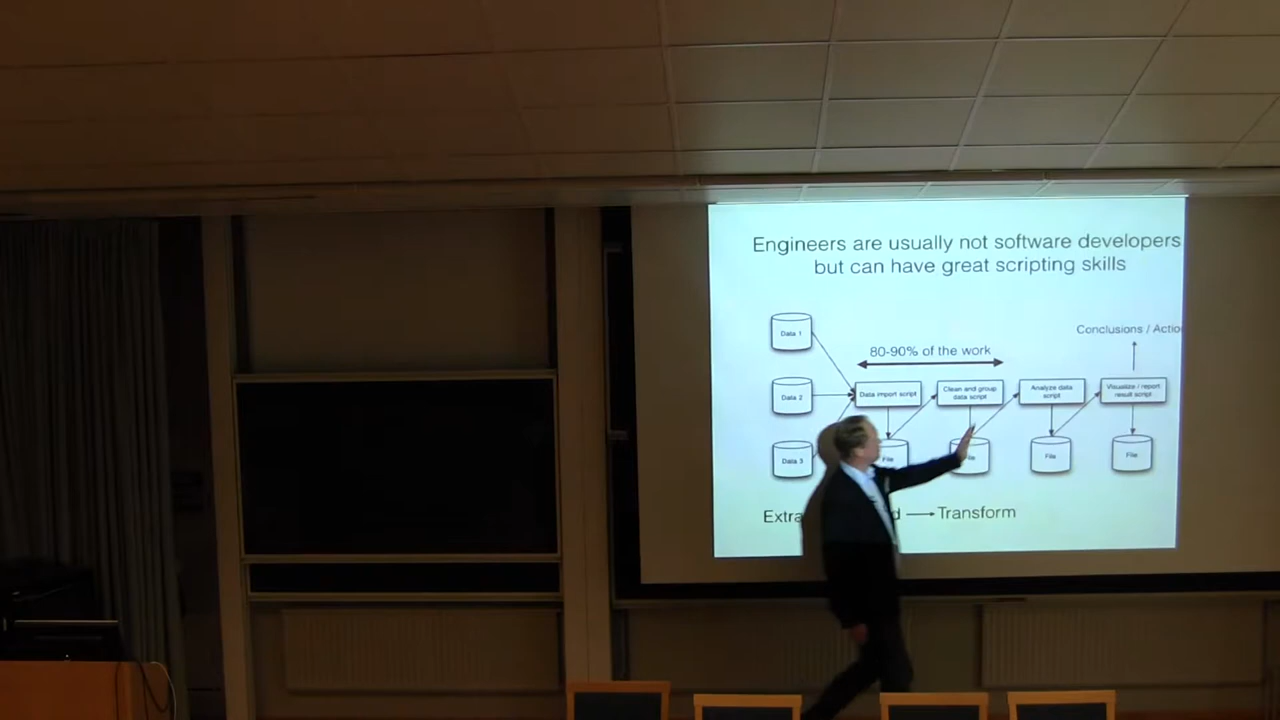 Engineers are usually not software developers
but can have great scripting skills
Conclusions / Actio
Data 1
80-90% of the work
Data 2
Data import script
Clean and group
data script
Analyze data
script
Visualize / report
result script
Data 3
File
ile
File
File
Extra
d
Transform